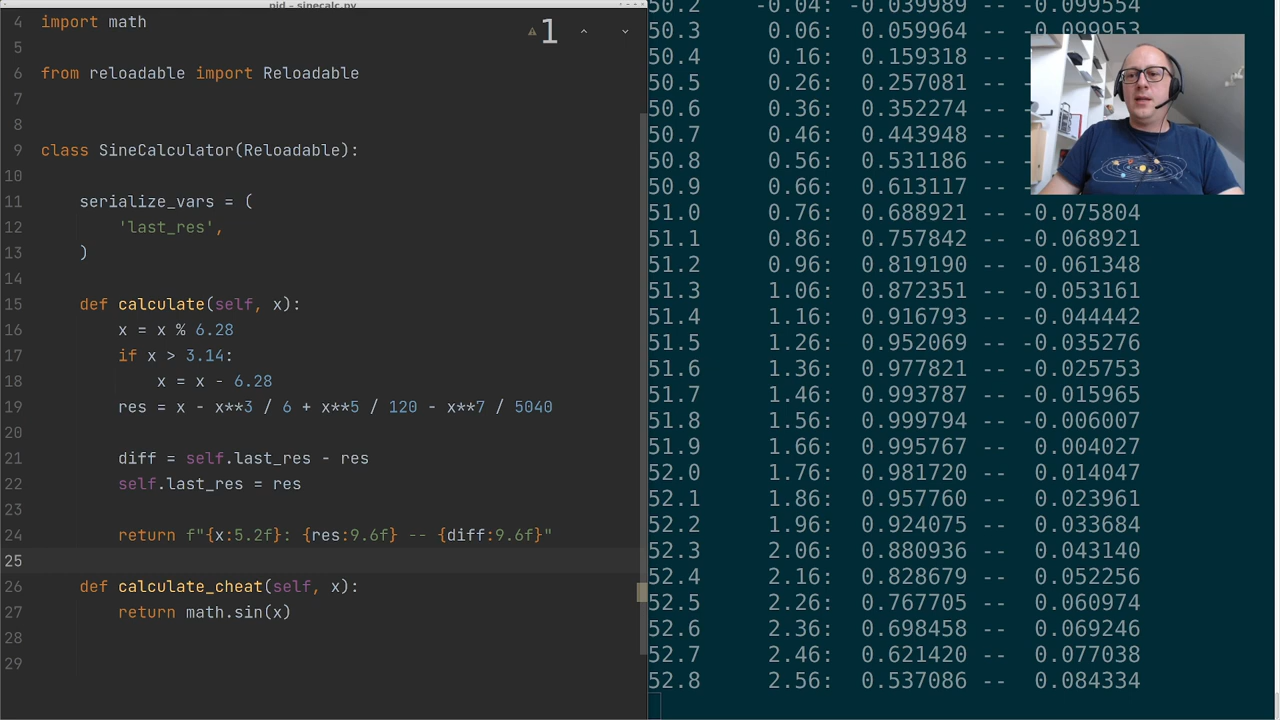 pid – sinecalc.py
4 import math
1
5
6 from reloadable import Reloadable
7
8
9 class SineCalculator(Reloadable):
10
11 serialize_vars = (
12 'last_res',
13 )
14
15 def calculate(self, x):
16 x = x % 6.28
17 if x > 3.14:
18 x = x - 6.28
19 res = x - x**3 / 6 + x**5 / 120 - x**7 / 5040
20
21 diff = self.last_res - res
22 self.last_res = res
23
24 return f"{x:5.2f}: {res:9.6f} -- {diff:9.6f}"
25
26 def calculate_cheat(self, x):
27 return math.sin(x)
28
29
50.2 -0.04: -0.039989 -- -0.099554
50.3 0.06: 0.059964 -- -0.099953
50.4 0.16: 0.159318 --
50.5 0.26: 0.257081 --
50.6 0.36: 0.352274 --
50.7 0.46: 0.443948 --
50.8 0.56: 0.531186 --
50.9 0.66: 0.613117 --
51.0 0.76: 0.688921 -- -0.075804
51.1 0.86: 0.757842 -- -0.068921
51.2 0.96: 0.819190 -- -0.061348
51.3 1.06: 0.872351 -- -0.053161
51.4 1.16: 0.916793 -- -0.044442
51.5 1.26: 0.952069 -- -0.035276
51.6 1.36: 0.977821 -- -0.025753
51.7 1.46: 0.993787 -- -0.015965
51.8 1.56: 0.999794 -- -0.006007
51.9 1.66: 0.995767 -- 0.004027
52.0 1.76: 0.981720 -- 0.014047
52.1 1.86: 0.957760 -- 0.023961
52.2 1.96: 0.924075 -- 0.033684
52.3 2.06: 0.880936 -- 0.043140
52.4 2.16: 0.828679 -- 0.052256
52.5 2.26: 0.767705 -- 0.060974
52.6 2.36: 0.698458 -- 0.069246
52.7 2.46: 0.621420 -- 0.077038
52.8 2.56: 0.537086 -- 0.084334